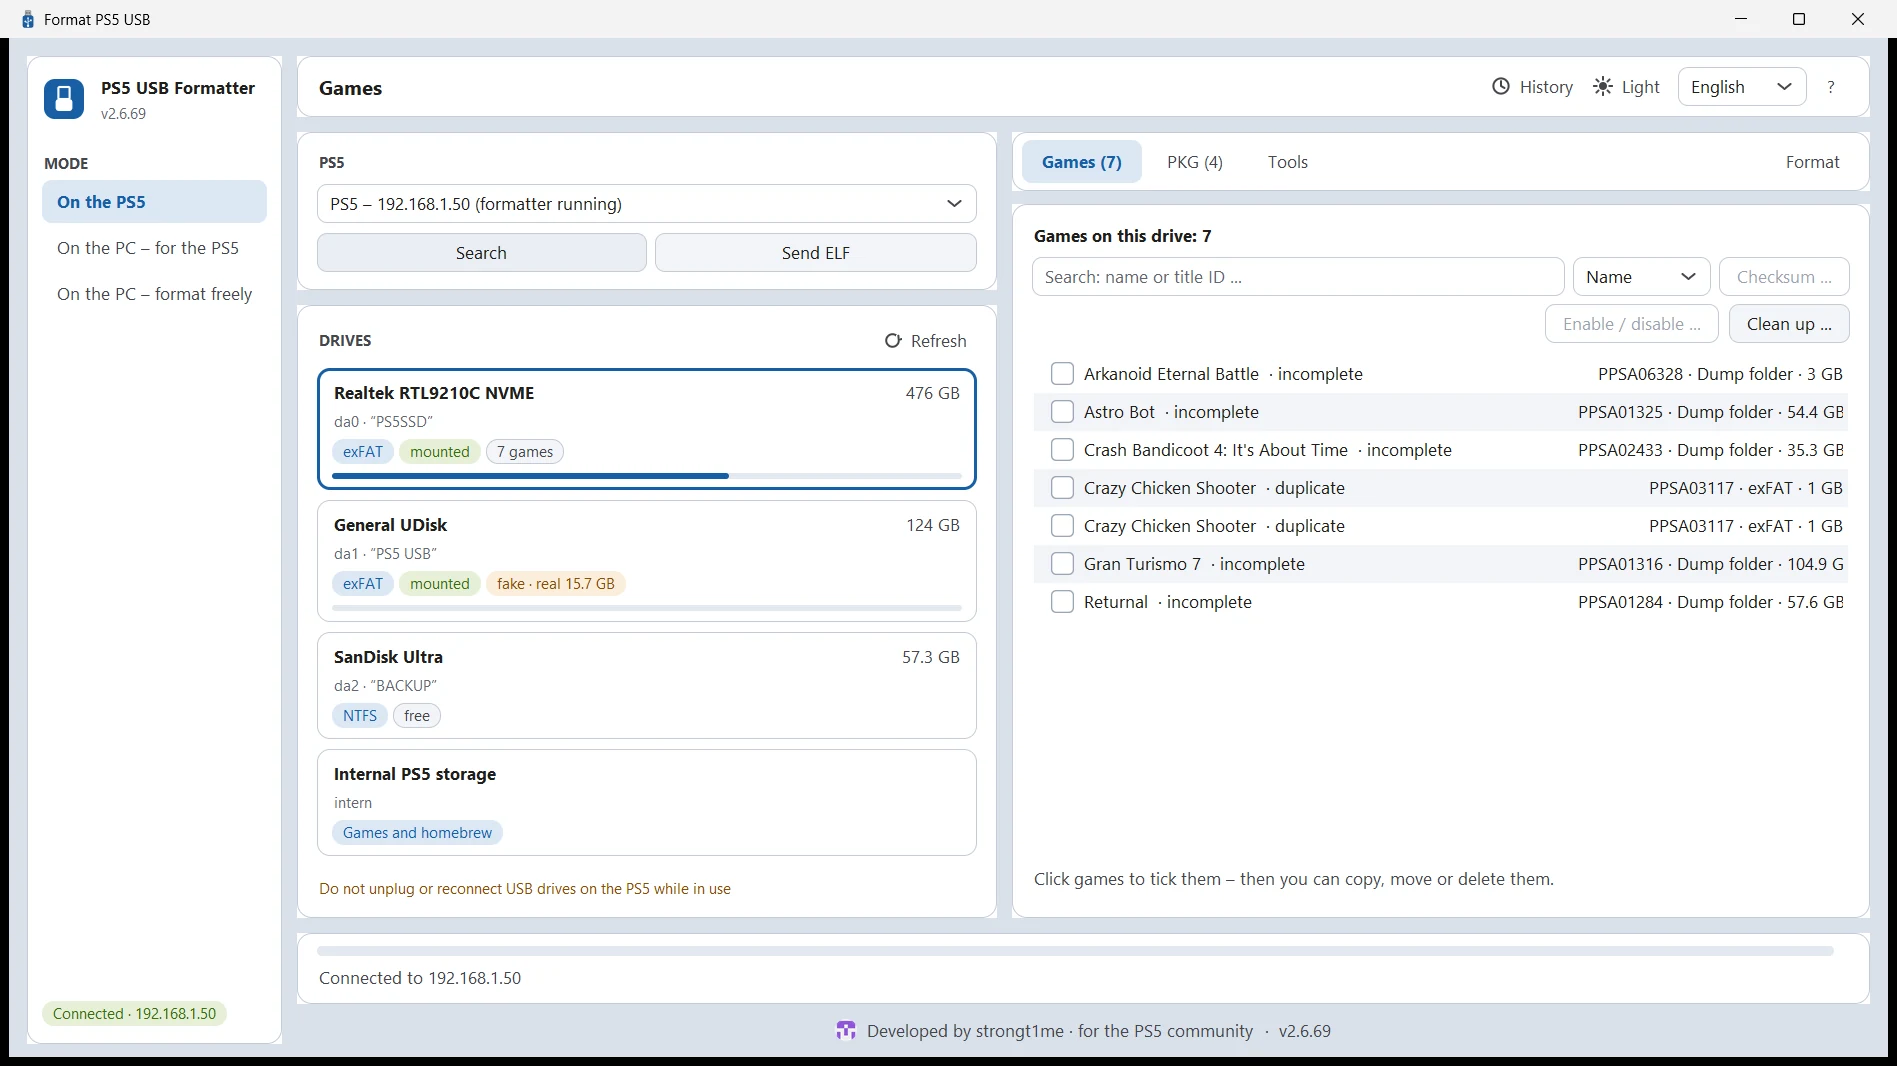 Format PS5 USB
PS5 USB Formatter
v2.6.69
MODE
On the PS5
On the PC – for the PS5
On the PC – format freely
Connected · 192.168.1.50
Games
History
Light
English
?
PS5
PS5 – 192.168.1.50 (formatter running)
Search
Send ELF
DRIVES
Refresh
Realtek RTL9210C NVME
476 GB
da0 · “PS5SSD”
exFAT
mounted
7 games
General UDisk
124 GB
da1 · “PS5 USB”
exFAT
mounted
fake · real 15.7 GB
SanDisk Ultra
57.3 GB
da2 · “BACKUP”
NTFS
free
Internal PS5 storage
intern
Games and homebrew
Do not unplug or reconnect USB drives on the PS5 while in use
Games (7)
PKG (4)
Tools
Format
Games on this drive: 7
Search: name or title ID ...
Name
Checksum ...
Enable / disable ...
Clean up ...
Arkanoid Eternal Battle · incomplete
PPSA06328 · Dump folder · 3 GB
Astro Bot · incomplete
PPSA01325 · Dump folder · 54.4 GB
Crash Bandicoot 4: It's About Time · incomplete
PPSA02433 · Dump folder · 35.3 GB
Crazy Chicken Shooter · duplicate
PPSA03117 · exFAT · 1 GB
Crazy Chicken Shooter · duplicate
PPSA03117 · exFAT · 1 GB
Gran Turismo 7 · incomplete
PPSA01316 · Dump folder · 104.9 G
Returnal · incomplete
PPSA01284 · Dump folder · 57.6 GB
Click games to tick them – then you can copy, move or delete them.
Connected to 192.168.1.50
Developed by strongt1me · for the PS5 community · v2.6.69